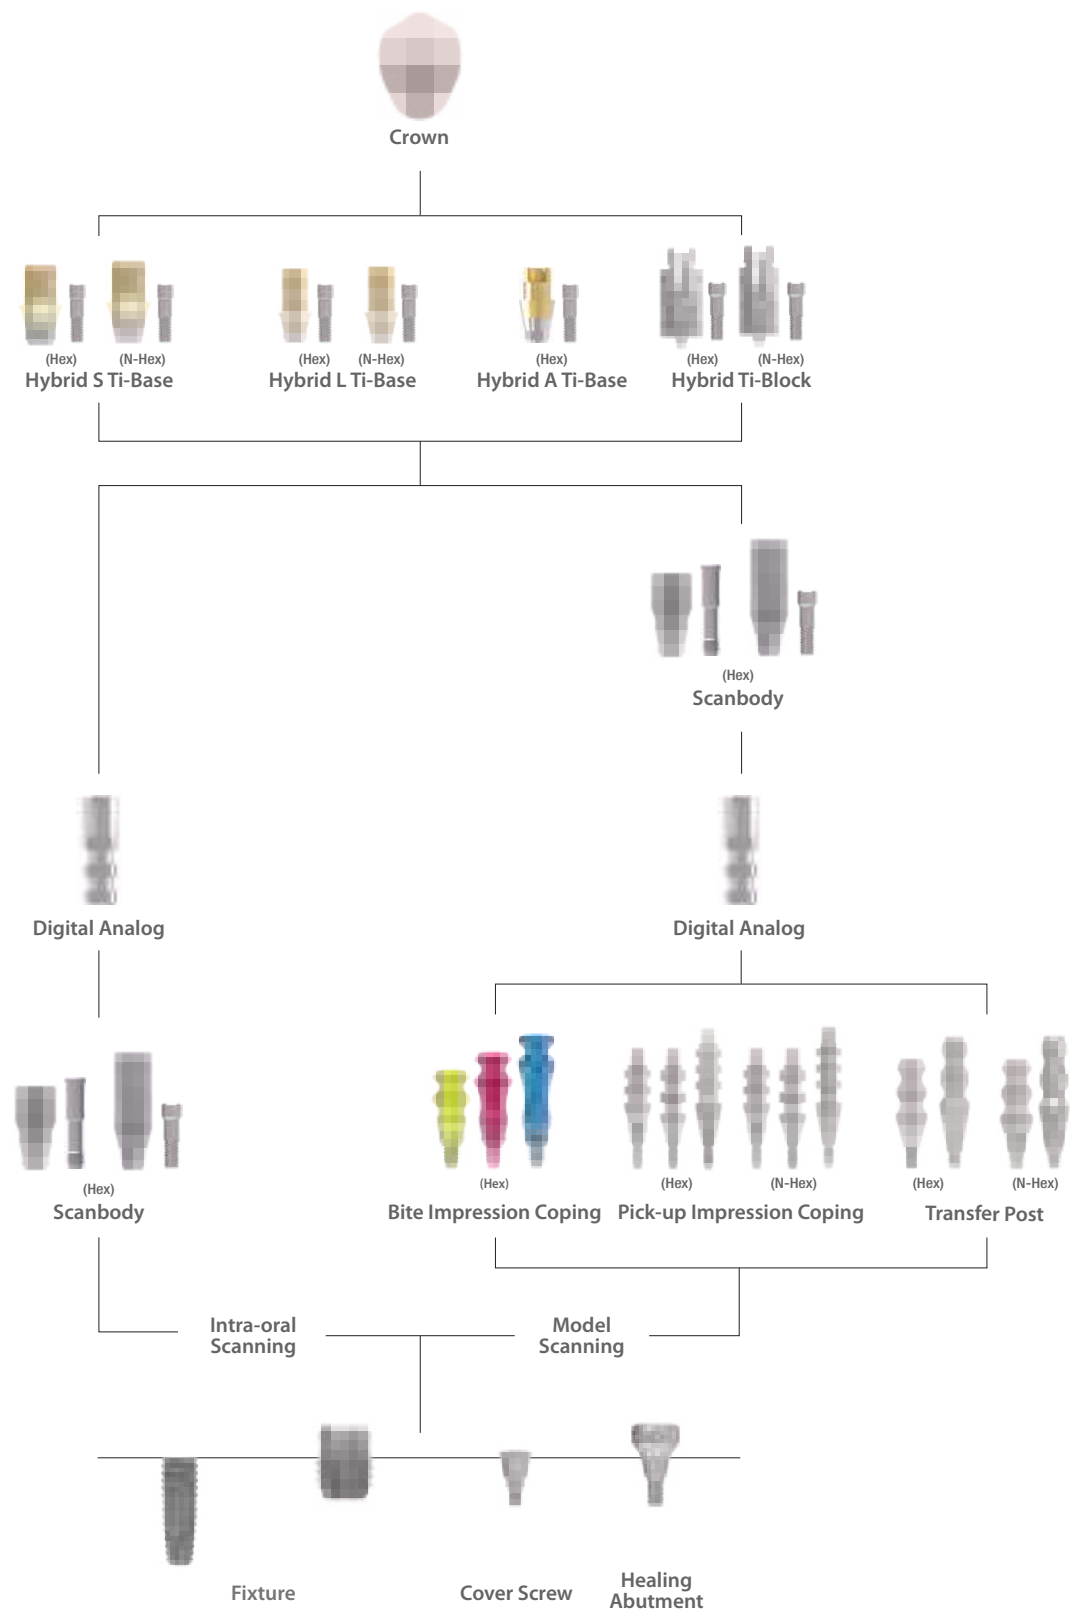 Crown
(Hex) (N-Hex) (Hex) (N-Hex) (Hex) (Hex) (N-Hex)
Hybrid S Ti-Base Hybrid L Ti-Base Hybrid A Ti-Base Hybrid Ti-Block
(Hex)
Scanbody
Digital Analog Digital Analog
(Hex) (Hex) (Hex) (N-Hex) (Hex) (N-Hex)
Scanbody Bite Impression Coping Pick-up Impression Coping Transfer Post
Intra-oral
Scanning
Model
Scanning
Fixture
Cover Screw
Healing
Abutment